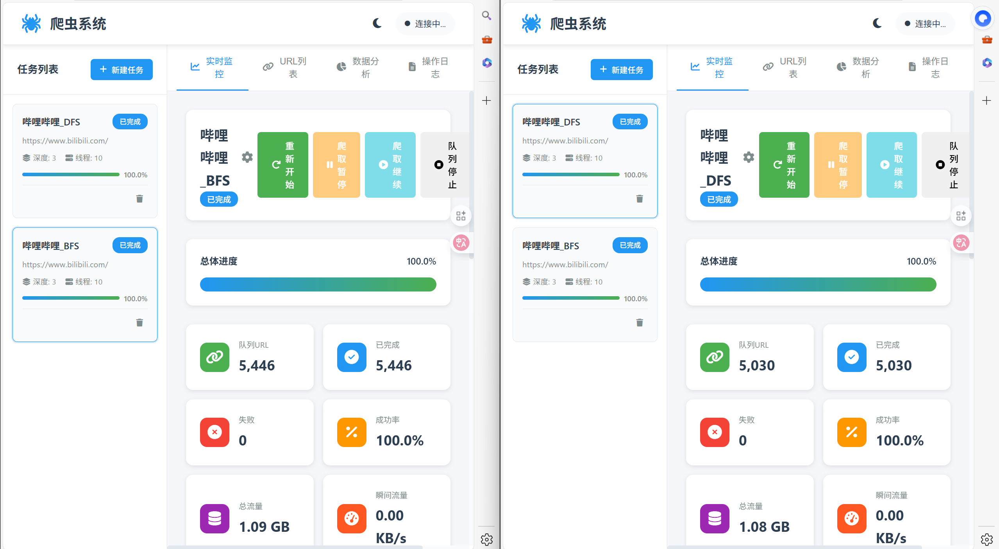 爬虫系统
连接中...
任务列表
新建任务
实时监
控
URL列
表
数据分
析
操作日
志
哔哩哔哩_DFS
已完成
https://www.bilibili.com/
深度: 3
线程: 10
100.0%
哔哩哔哩_BFS
已完成
https://www.bilibili.com/
深度: 3
线程: 10
100.0%
哔哩
哔哩
_BFS
已完成
重
新
开
始
爬
取
暂
停
爬
取
继
续
队
列
停
止
总体进度
100.0%
队列URL
5,446
已完成
5,446
失败
0
成功率
100.0%
总流量
1.09 GB
瞬间流量
0.00
KB/s
中A
爬虫系统
连接中...
任务列表
新建任务
实时监
控
URL列
表
数据分
析
操作日
志
哔哩哔哩_DFS
已完成
https://www.bilibili.com/
深度: 3
线程: 10
100.0%
哔哩哔哩_BFS
已完成
https://www.bilibili.com/
深度: 3
线程: 10
100.0%
哔哩
哔哩
_DFS
已完成
重
新
开
始
爬
取
暂
停
爬
取
继
续
队
列
停
止
总体进度
100.0%
队列URL
5,030
已完成
5,030
失败
0
成功率
100.0%
总流量
1.08 GB
瞬间流量
0.00
KB/s
中A